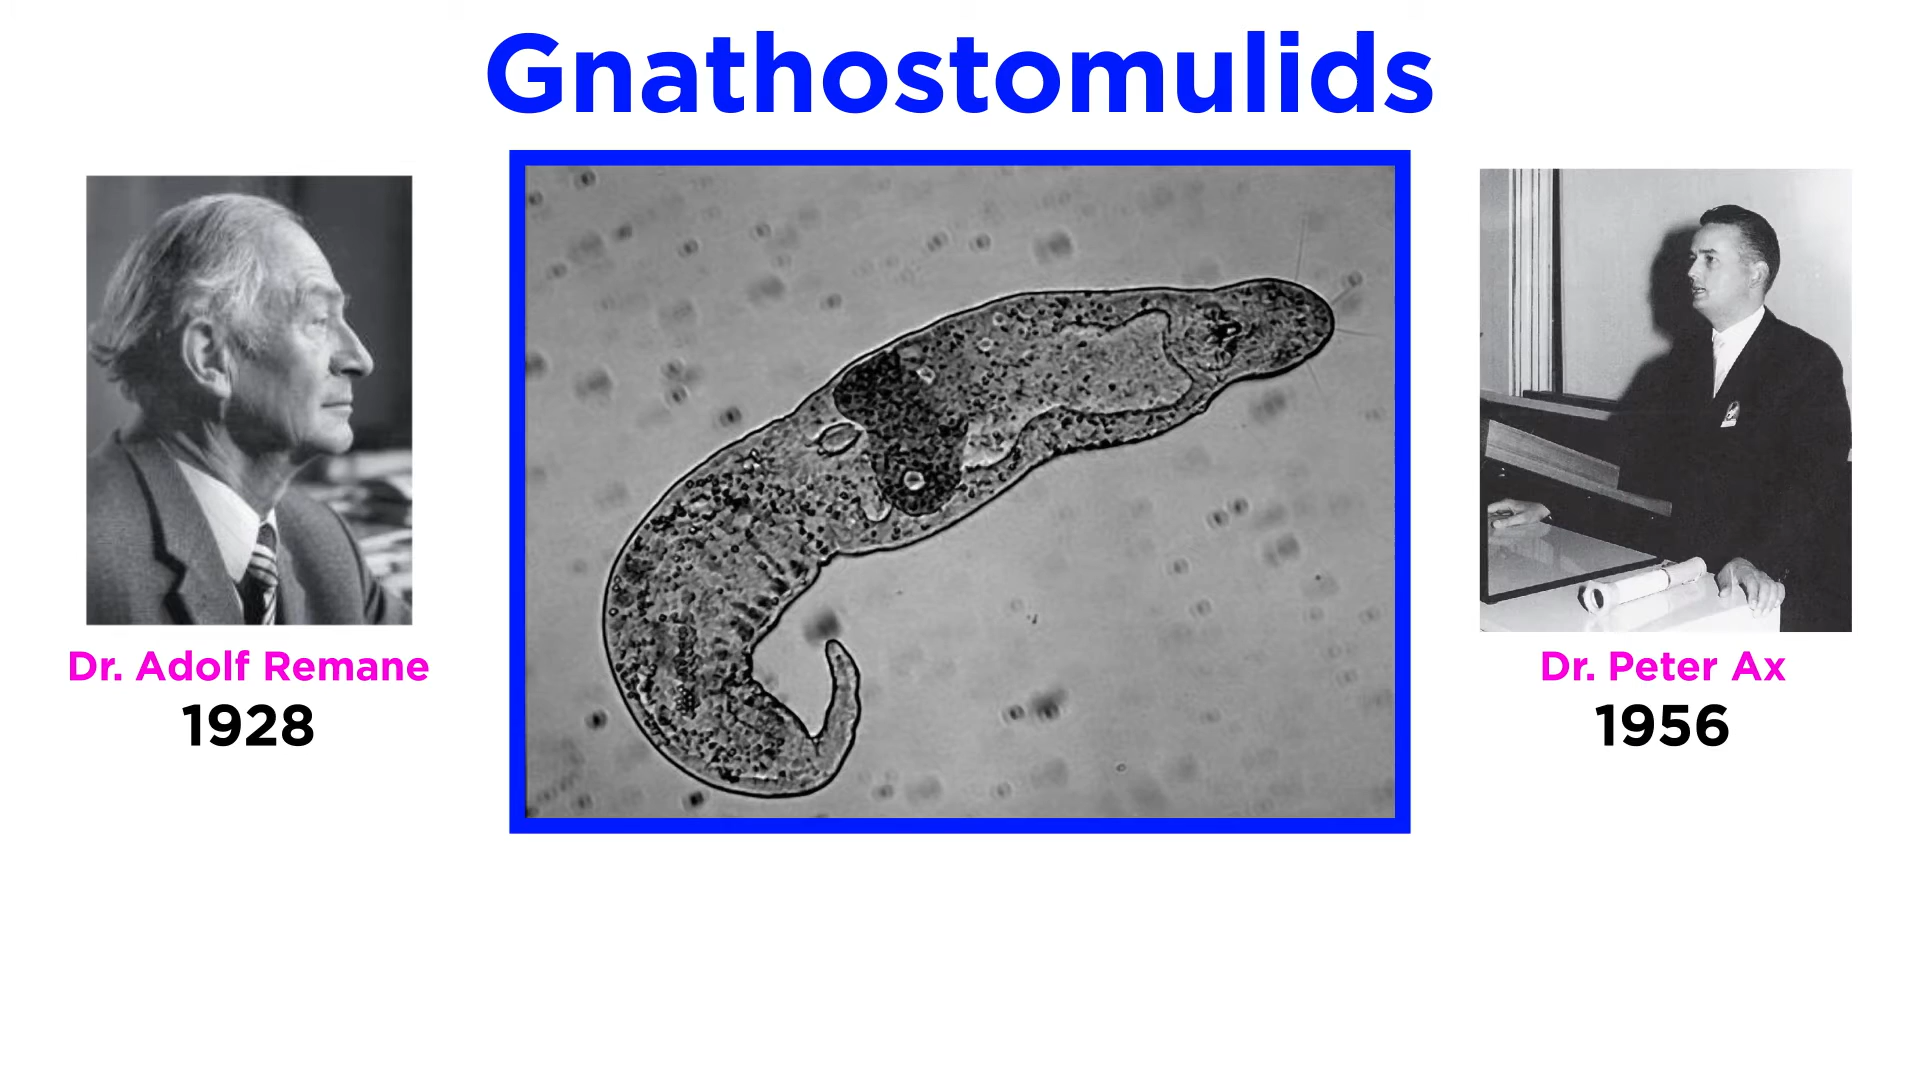 Gnathostomulids
Dr. Adolf Remane
1928
Dr. Peter Ax
1956